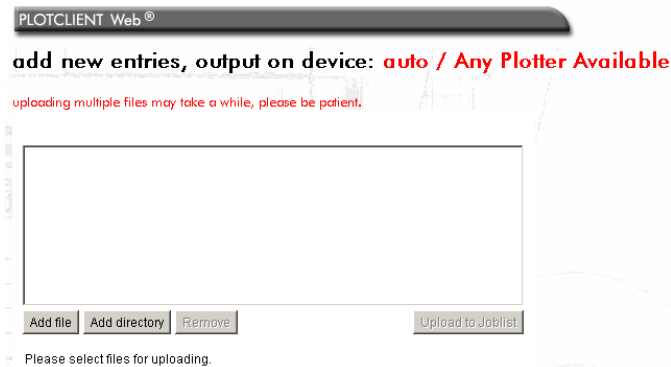 PLOTCLIENT Web ®
add new entries, output on device: auto / Any Plotter Available
uploading multiple files may take a while, please be patient.
Add file Add directory Remove Upload to Joblist
Please select files for uploading.